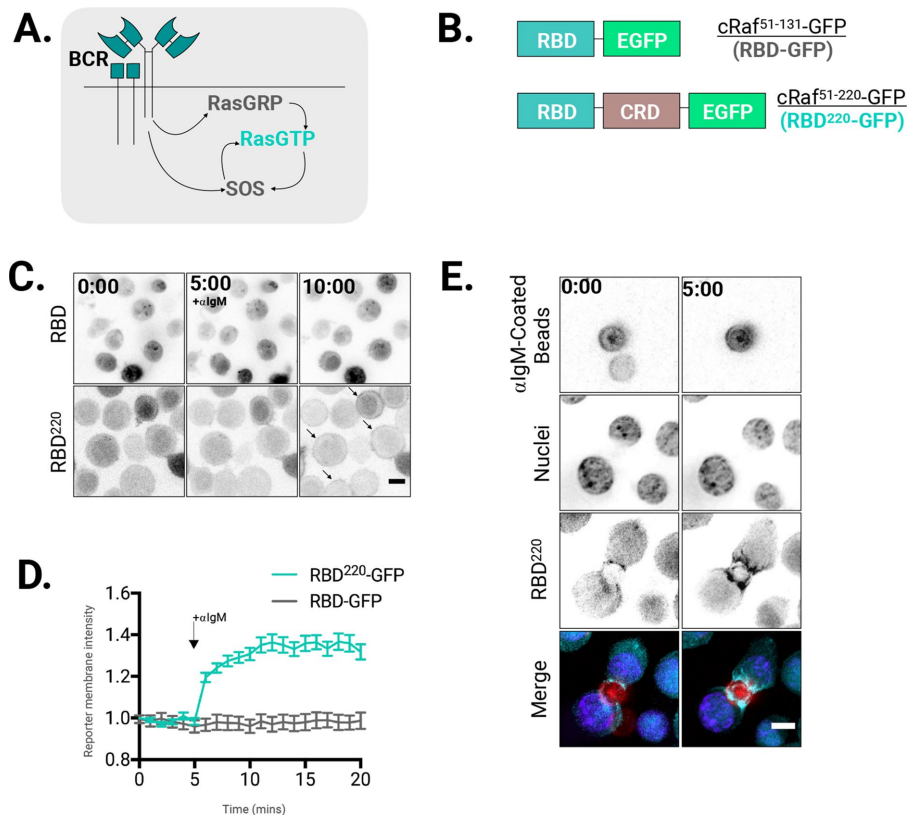 A.
BCR
RasGRP
RasGTP
SOS
B.
RBD
EGFP
cRaf51-131-GFP
(RBD-GFP)
RBD
CRD
EGFP
cRaf51-220-GFP
(RBD220-GFP)
C.
0:00
5:00
+αIgM
10:00
RBD
RBD220
D.
RBD220-GFP
RBD-GFP
+αIgM
Reporter membrane intensity
1.6
1.4
1.2
1.0
0.8
0
5
10
15
20
Time (mins)
E.
0:00
5:00
αIgM-Coated
Beads
Nuclei
RBD220
Merge